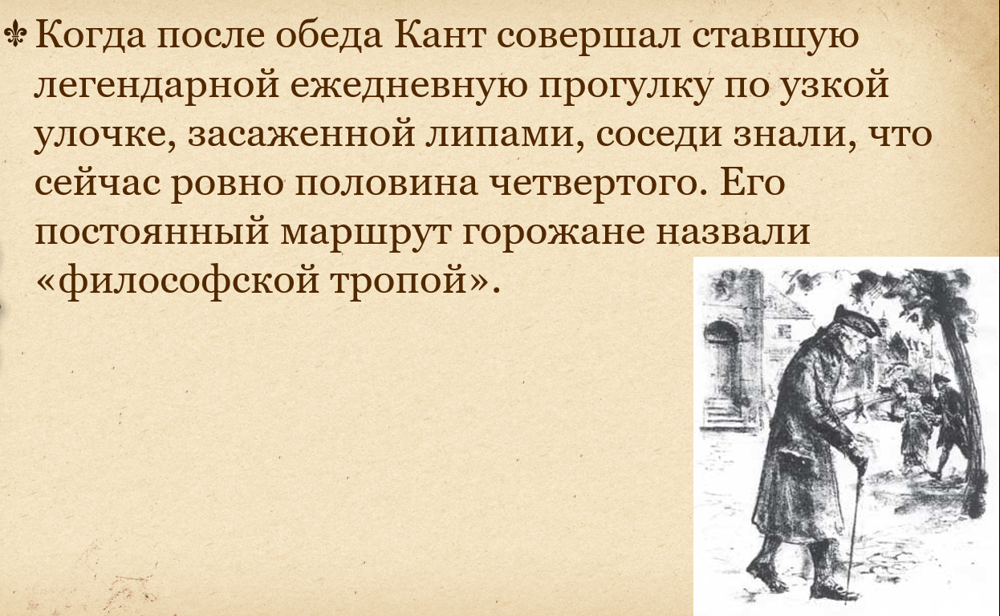 Когда после обеда Кант совершал ставшую
легендарной ежедневную прогулку по узкой
улочке, засаженной липами, соседи знали, что
сейчас ровно половина четвертого. Его
постоянный маршрут горожане назвали
«философской тропой».